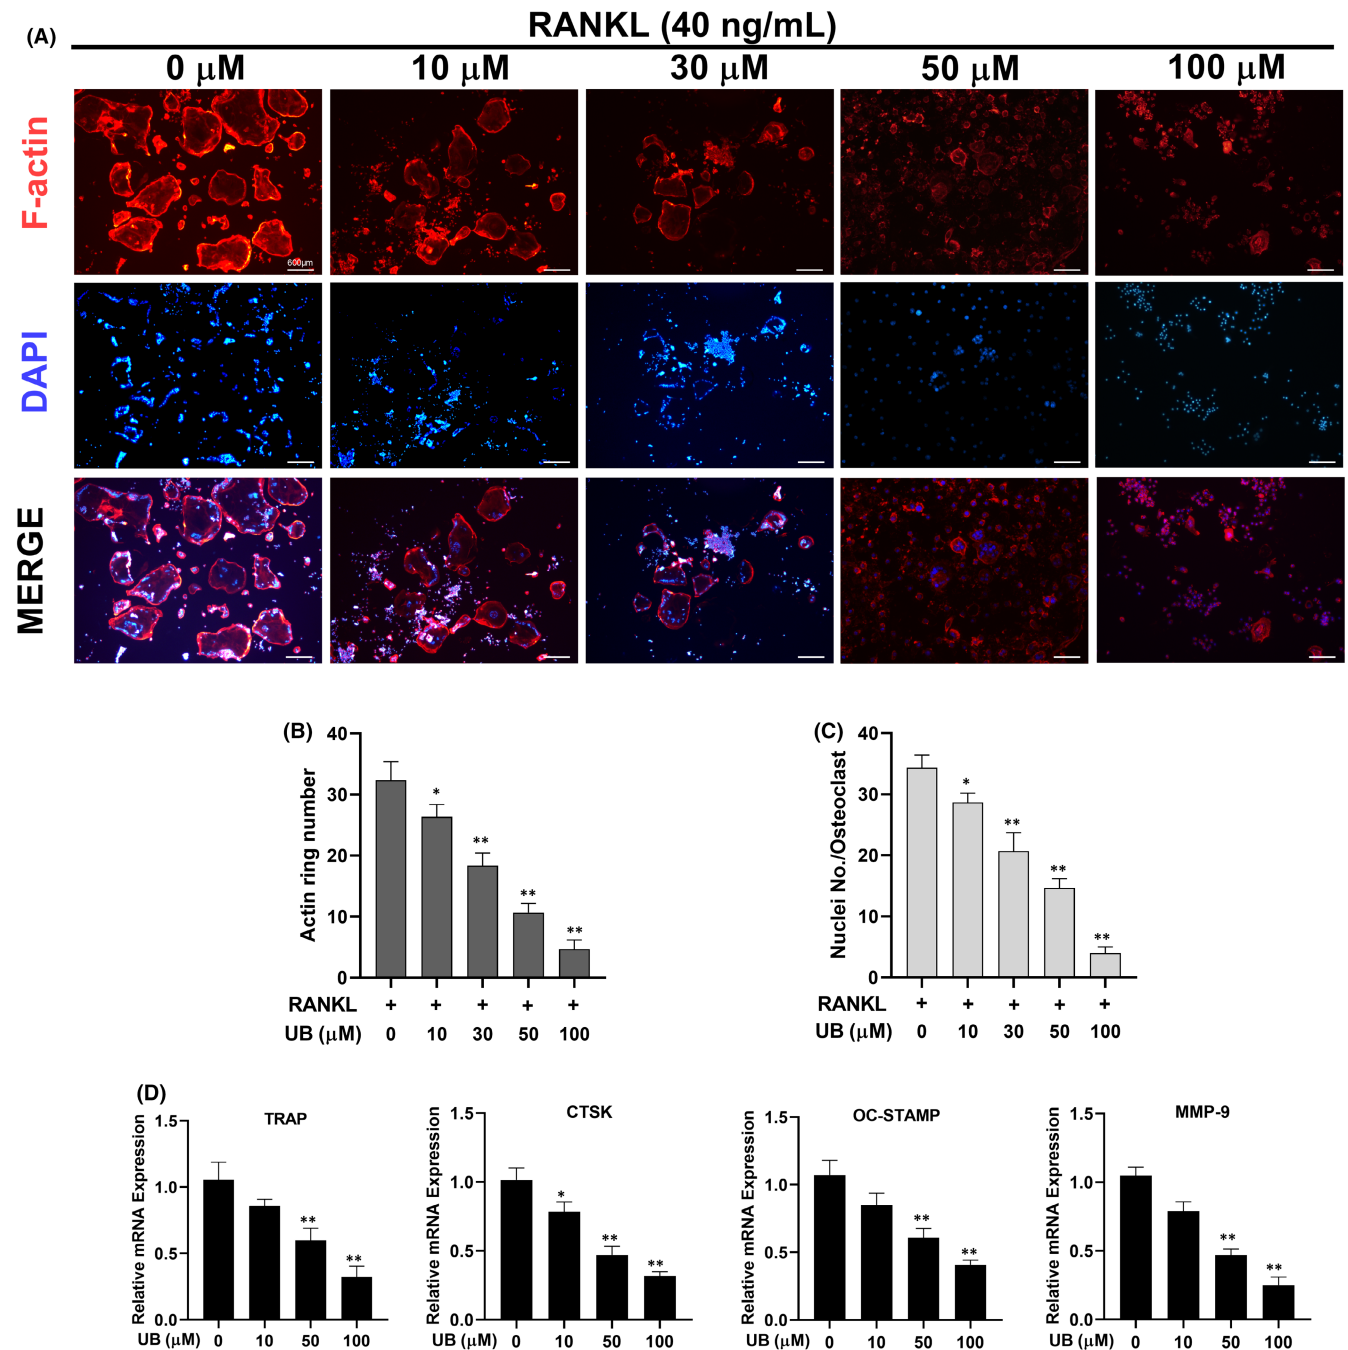 (A)
RANKL (40 ng/mL)
0 μM 10 μM 30 μM 50 μM 100 μM
F-actin
600μm
DAPI
MERGE
(B)
Actin ring number
40
30
20
10
0
* ** ** **
RANKL + + + + +
UB (μM) 0 10 30 50 100
(C)
Nuclei No./Osteoclast
40
30
20
10
0
* ** ** **
RANKL + + + + +
UB (μM) 0 10 30 50 100
(D)
TRAP
Relative mRNA Expression
1.5
1.0
0.5
0.0
** **
UB (μM) 0 10 50 100
CTSK
Relative mRNA Expression
1.5
1.0
0.5
0.0
* ** **
UB (μM) 0 10 50 100
OC-STAMP
Relative mRNA Expression
1.5
1.0
0.5
0.0
** **
UB (μM) 0 10 50 100
MMP-9
Relative mRNA Expression
1.5
1.0
0.5
0.0
** **
UB (μM) 0 10 50 100